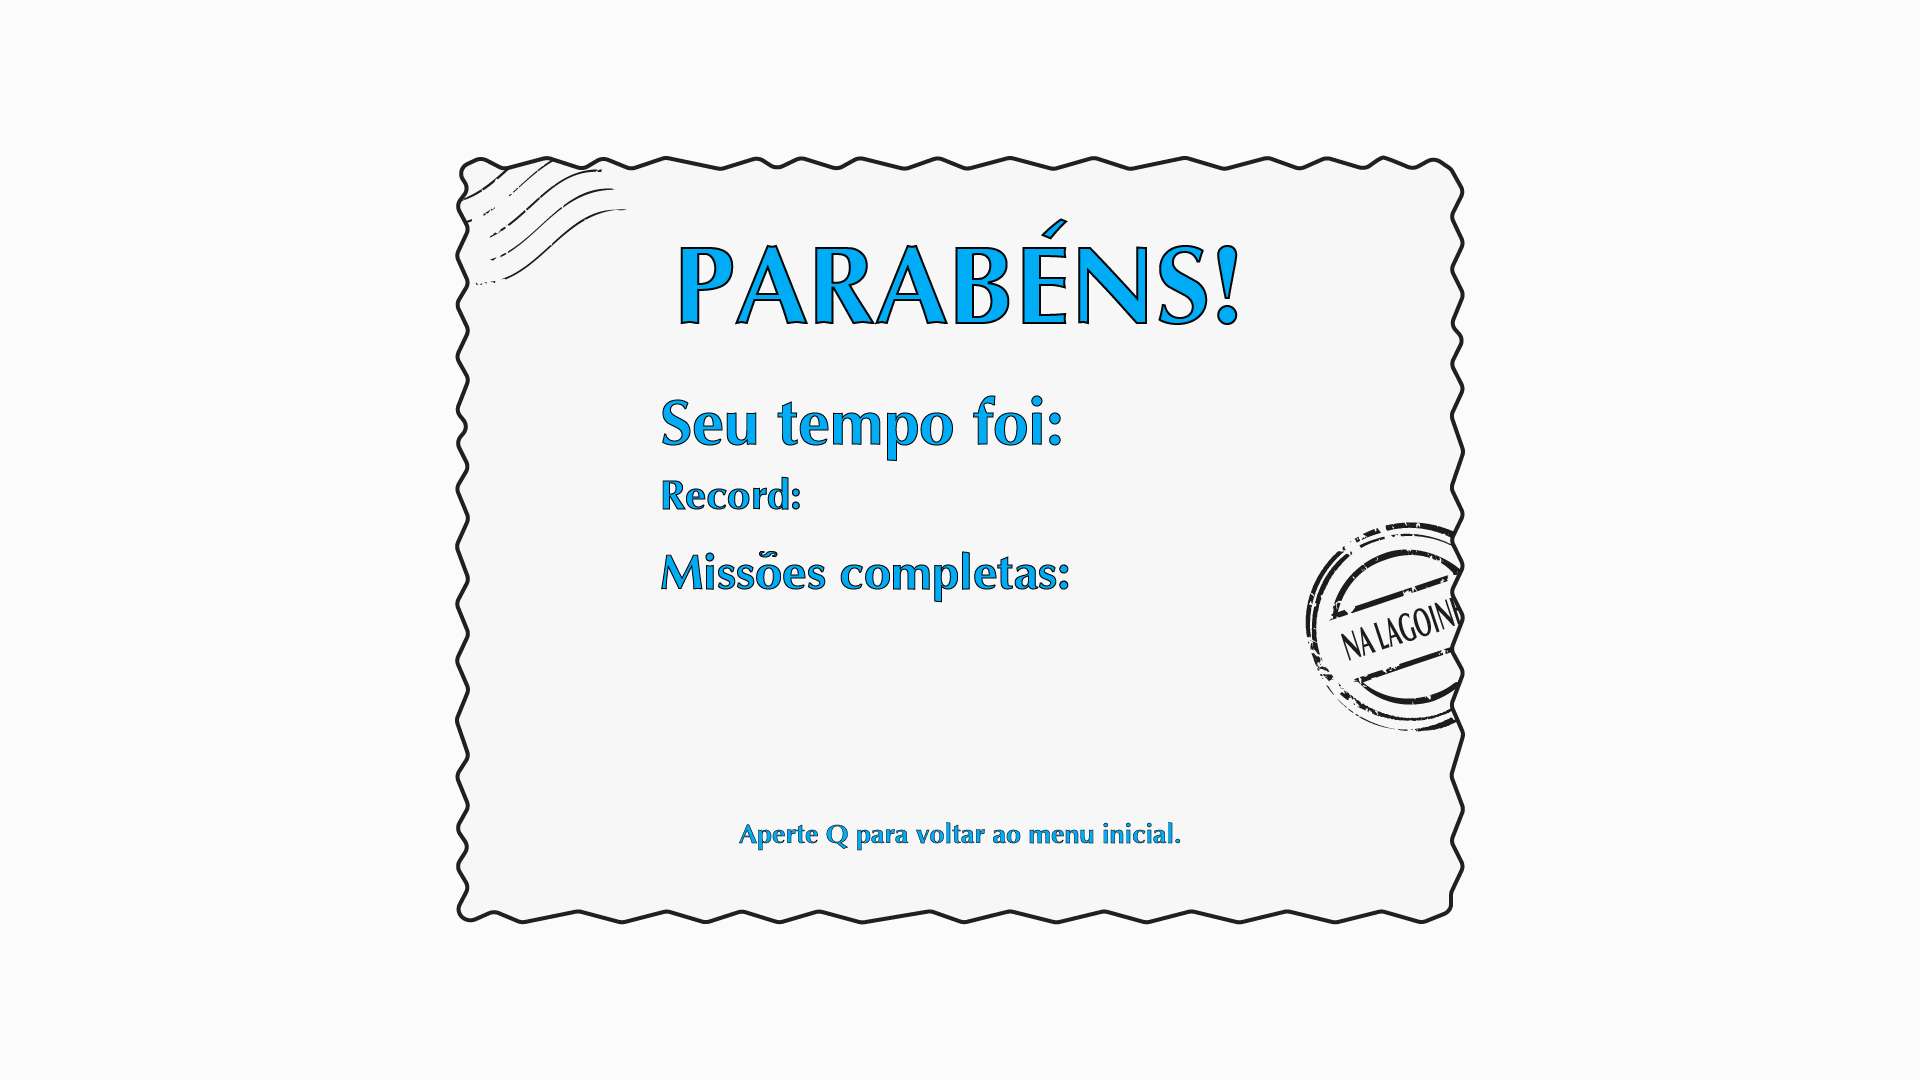 PARABÉNS!
Seu tempo foi:
Record:
Missões completas:
NA LAGOIN
Aperte Q para voltar ao menu inicial.